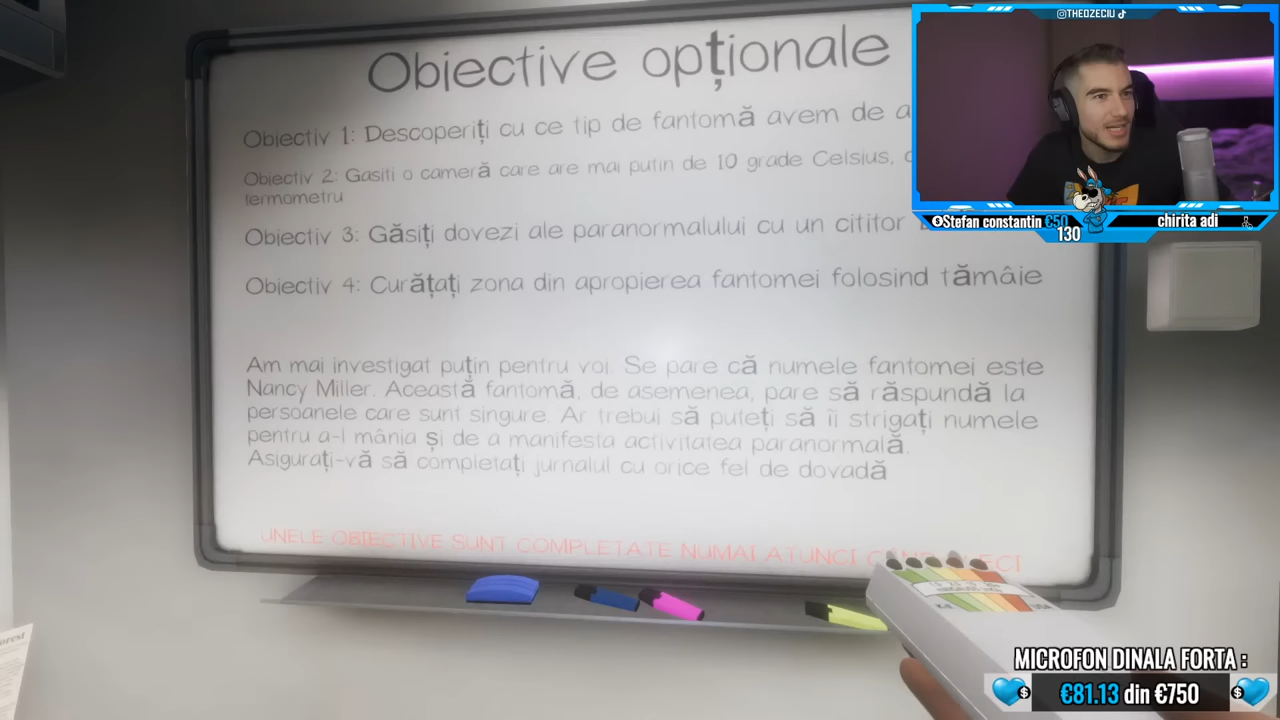 Obiective opționale
Obiectiv 1: Descoperiți cu ce tip de fantomă avem de a
Obiectiv 2: Gasiti o cameră care are mai putin de 10 grade Celsius,
termometru
Obiectiv 3: Găsiți dovezi ale paranormalului cu un cititor
Obiectiv 4: Curățați zona din apropierea fantomei folosind tămâie
Am mai investigat puțin pentru voi. Se pare că numele fantomei este
Nancy Miller. Această fantomă, de asemenea, pare să răspundă la
persoanele care sunt singure. Ar trebui să puteți să îi strigați numele
pentru a-l mânia și de a manifesta activitatea paranormală.
Asigurați-vă să completați jurnalul cu orice fel de dovadă
UNELE OBIECTIVE SUNT COMPLETATE NUMAI ATUNCI
@THEOZECIU
Stefan constantin €50
chirita adi
130
MICROFON DINALA FORTA :
€81.13 din €750